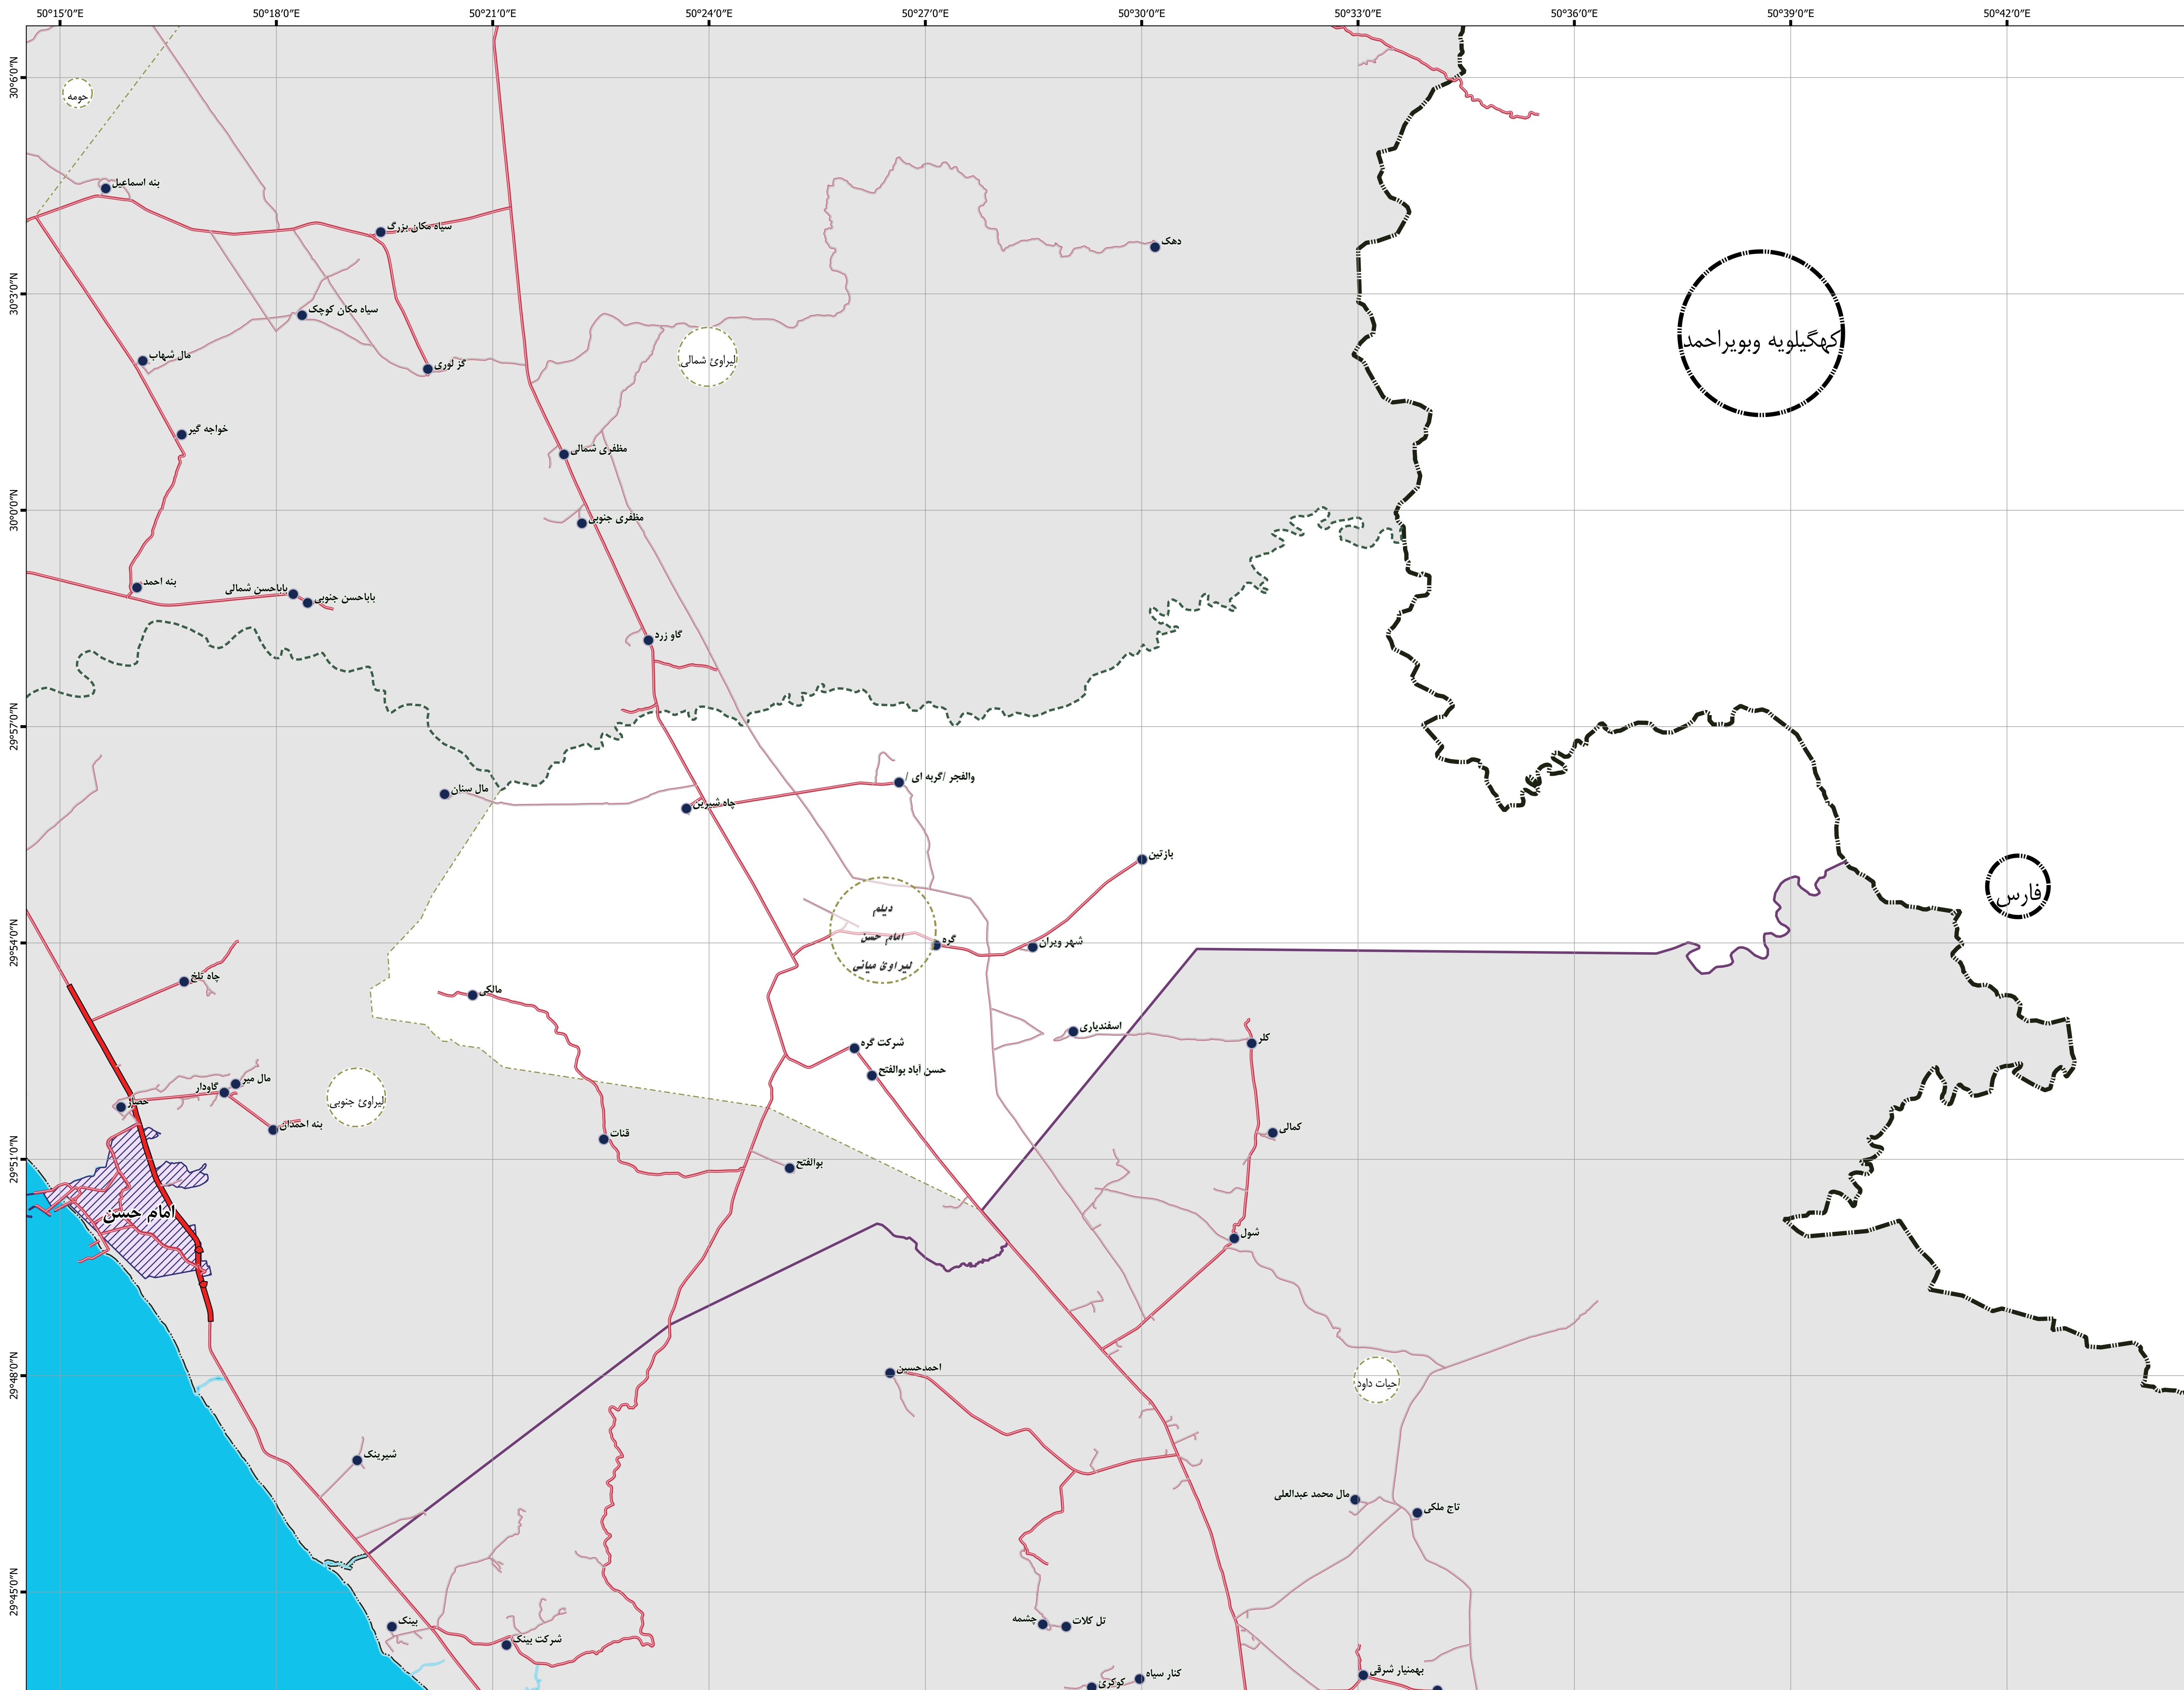 50°15'0"E 50°18'0"E 50°21'0"E 50°24'0"E 50°27'0"E 50°30'0"E 50°33'0"E 50°36'0"E 50°39'0"E 50°42'0"E
30°6'0"N
حومه
بنه اسماعیل
سیاه مکان بزرگ
دهک
30°3'0"N
سیاه مکان کوچک
کهگیلویه وبویراحمد
مال شهاب
گز لوری
لیراوئ شمالی
خواجه گیر
مظفری شمالی
30°0'0"N
مظفری جنوبی
بنه احمد
باباحسن شمالی
باباحسن جنوبی
گاو زرد
29°57'0"N
مال سنان
چاه شیرین
والفجر /گربه ای /
بازتین
فارس
دیلم
امام حسن
لیراوئ میانی
گره
شهر ویران
29°54'0"N
چاه تلخ
مالکی
اسفندیاری
کلر
شرکت گره
حسن آباد بوالفتح
مال میر
گاودار
حصار
بنه احمدان
لیراوئ جنوبی
قنات
کمالی
بوالفتح
29°51'0"N
امام حسن
شول
29°48'0"N
احمدحسین
حیات داود
شیرینک
مال محمد عبدالعلی
تاج ملکی
29°45'0"N
بینک
شرکت بینک
چشمه
تل کلات
کنار سیاه
کوکرئ
بهمنیار شرقی